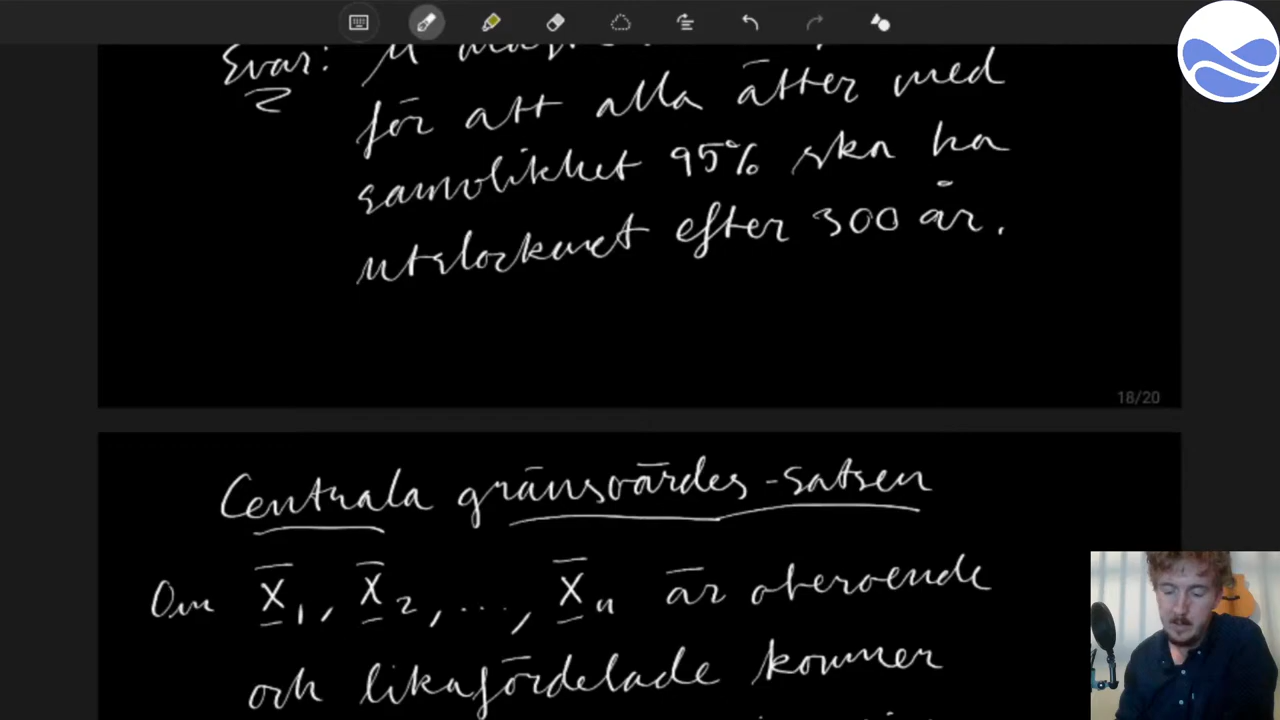 Svar: μ
för att alla ätter med
sannolikhet 95% ska ha
utslocknat efter 300 år.
18/20
Centrala gränsvärdes-satsen
Om X1, X2, ..., Xn är oberoende
och likafördelade kommer